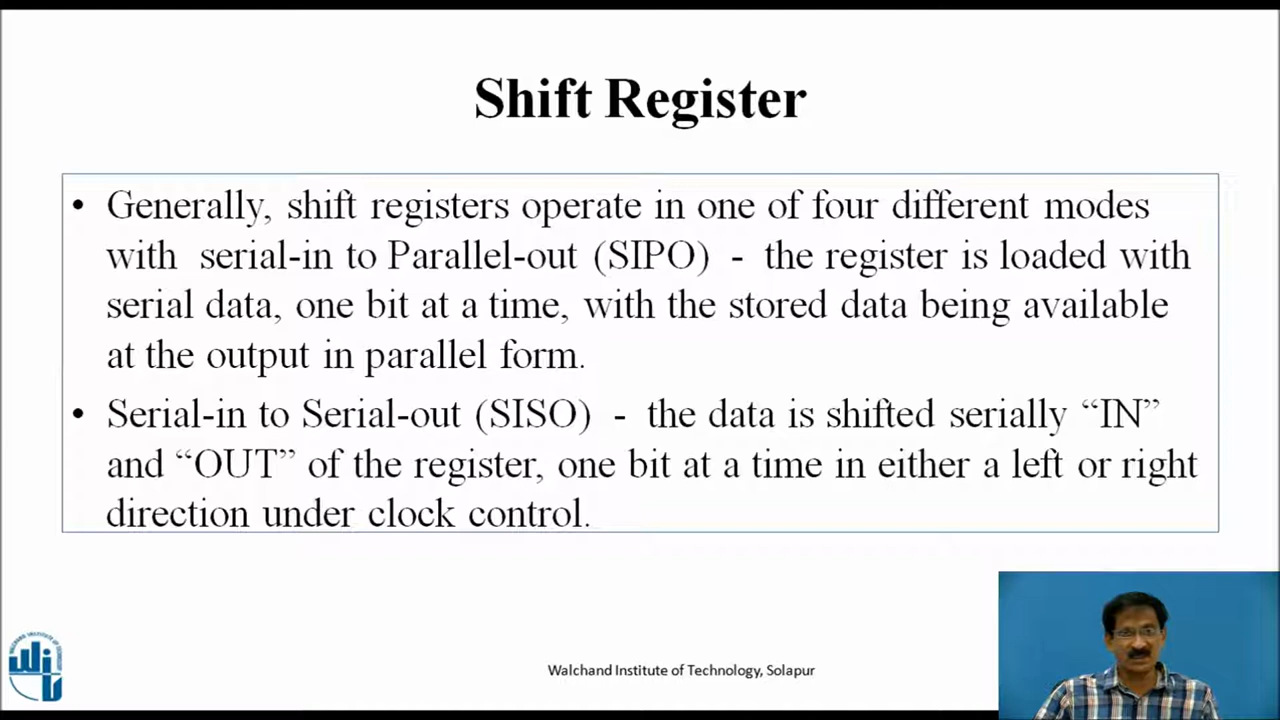 Shift Register
• Generally, shift registers operate in one of four different modes
with serial-in to Parallel-out (SIPO) - the register is loaded with
serial data, one bit at a time, with the stored data being available
at the output in parallel form.
• Serial-in to Serial-out (SISO) - the data is shifted serially “IN”
and “OUT” of the register, one bit at a time in either a left or right
direction under clock control.
WALCHAND INSTITUTE OF TECHNOLOGY
Walchand Institute of Technology, Solapur